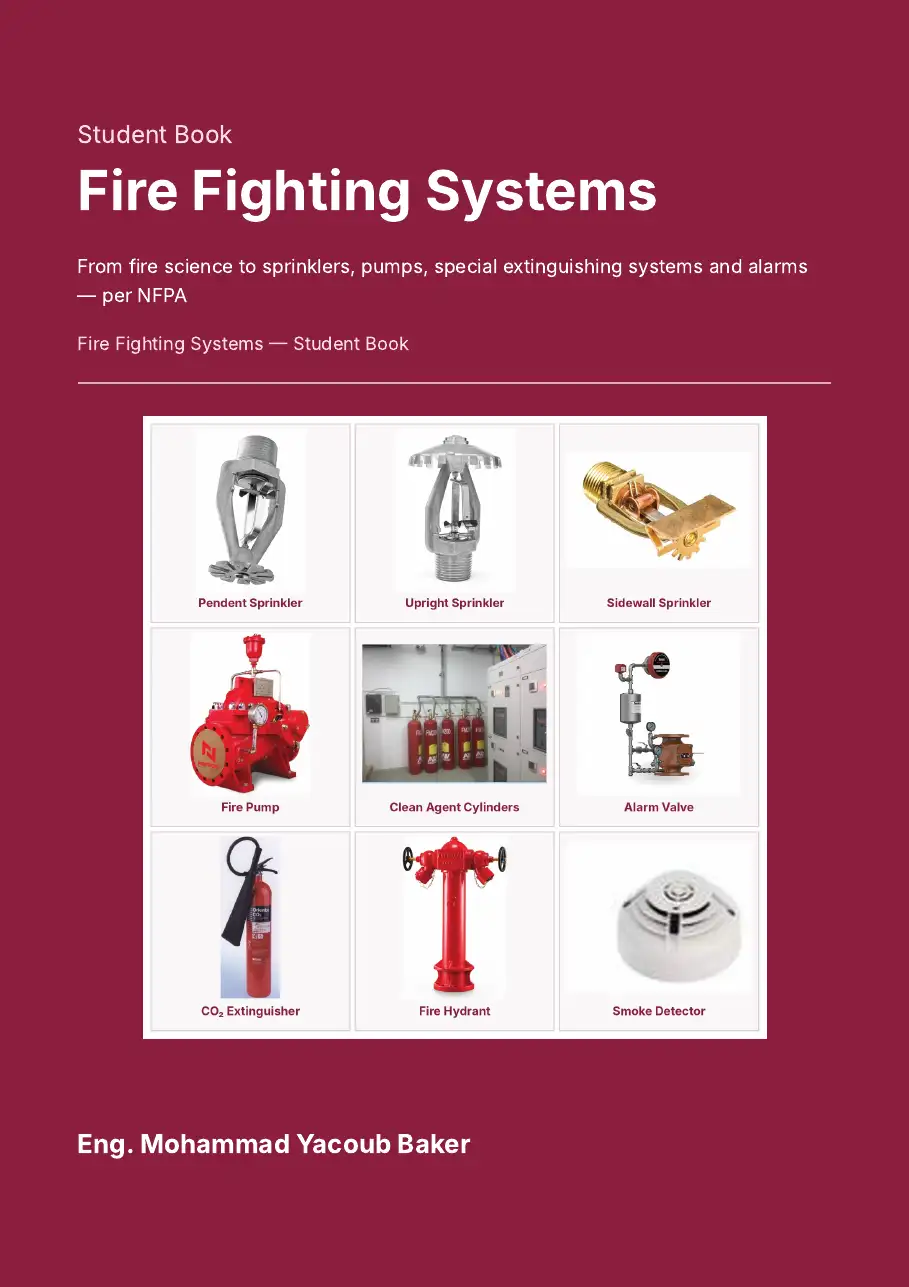 Student Book
Fire Fighting Systems
From fire science to sprinklers, pumps, special extinguishing systems and alarms
— per NFPA
Fire Fighting Systems — Student Book
Pendent Sprinkler
Upright Sprinkler
Sidewall Sprinkler
Fire Pump
Clean Agent Cylinders
Alarm Valve
CO₂ Extinguisher
Fire Hydrant
Smoke Detector
Eng. Mohammad Yacoub Baker